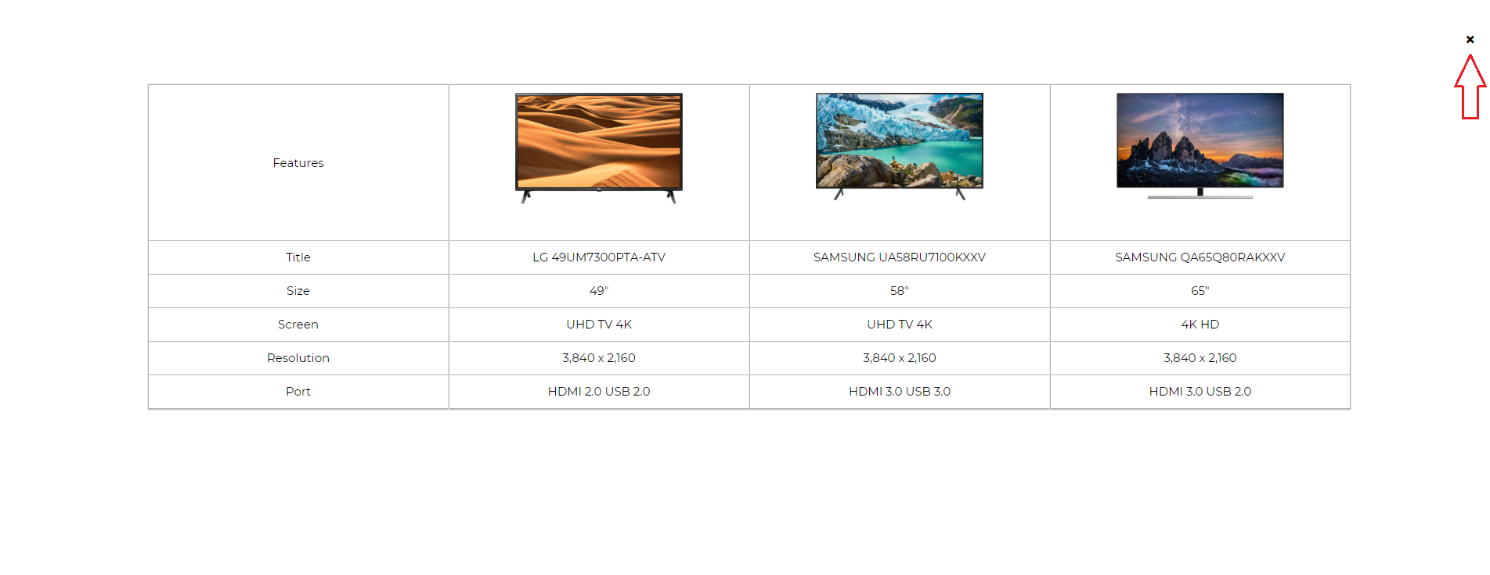 ×
Features
Title LG 49UM7300PTA-ATV SAMSUNG UA58RU7100KXXV SAMSUNG QA65Q80RAKXXV
Size 49" 58" 65"
Screen UHD TV 4K UHD TV 4K 4K HD
Resolution 3,840 x 2,160 3,840 x 2,160 3,840 x 2,160
Port HDMI 2.0 USB 2.0 HDMI 3.0 USB 3.0 HDMI 3.0 USB 2.0